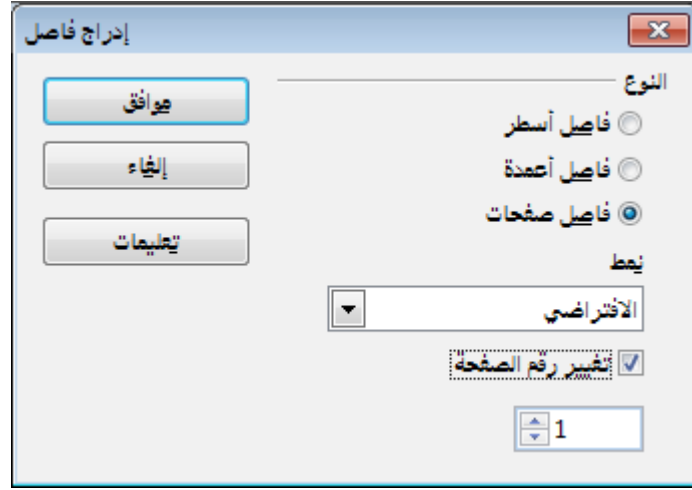 إدراج فاصل
النوع
فاصل أسطر
فاصل أعمدة
فاصل صفحات
نمط
الافتراضي
تغيير رقم الصفحة
1
موافق
إلغاء
تعليمات